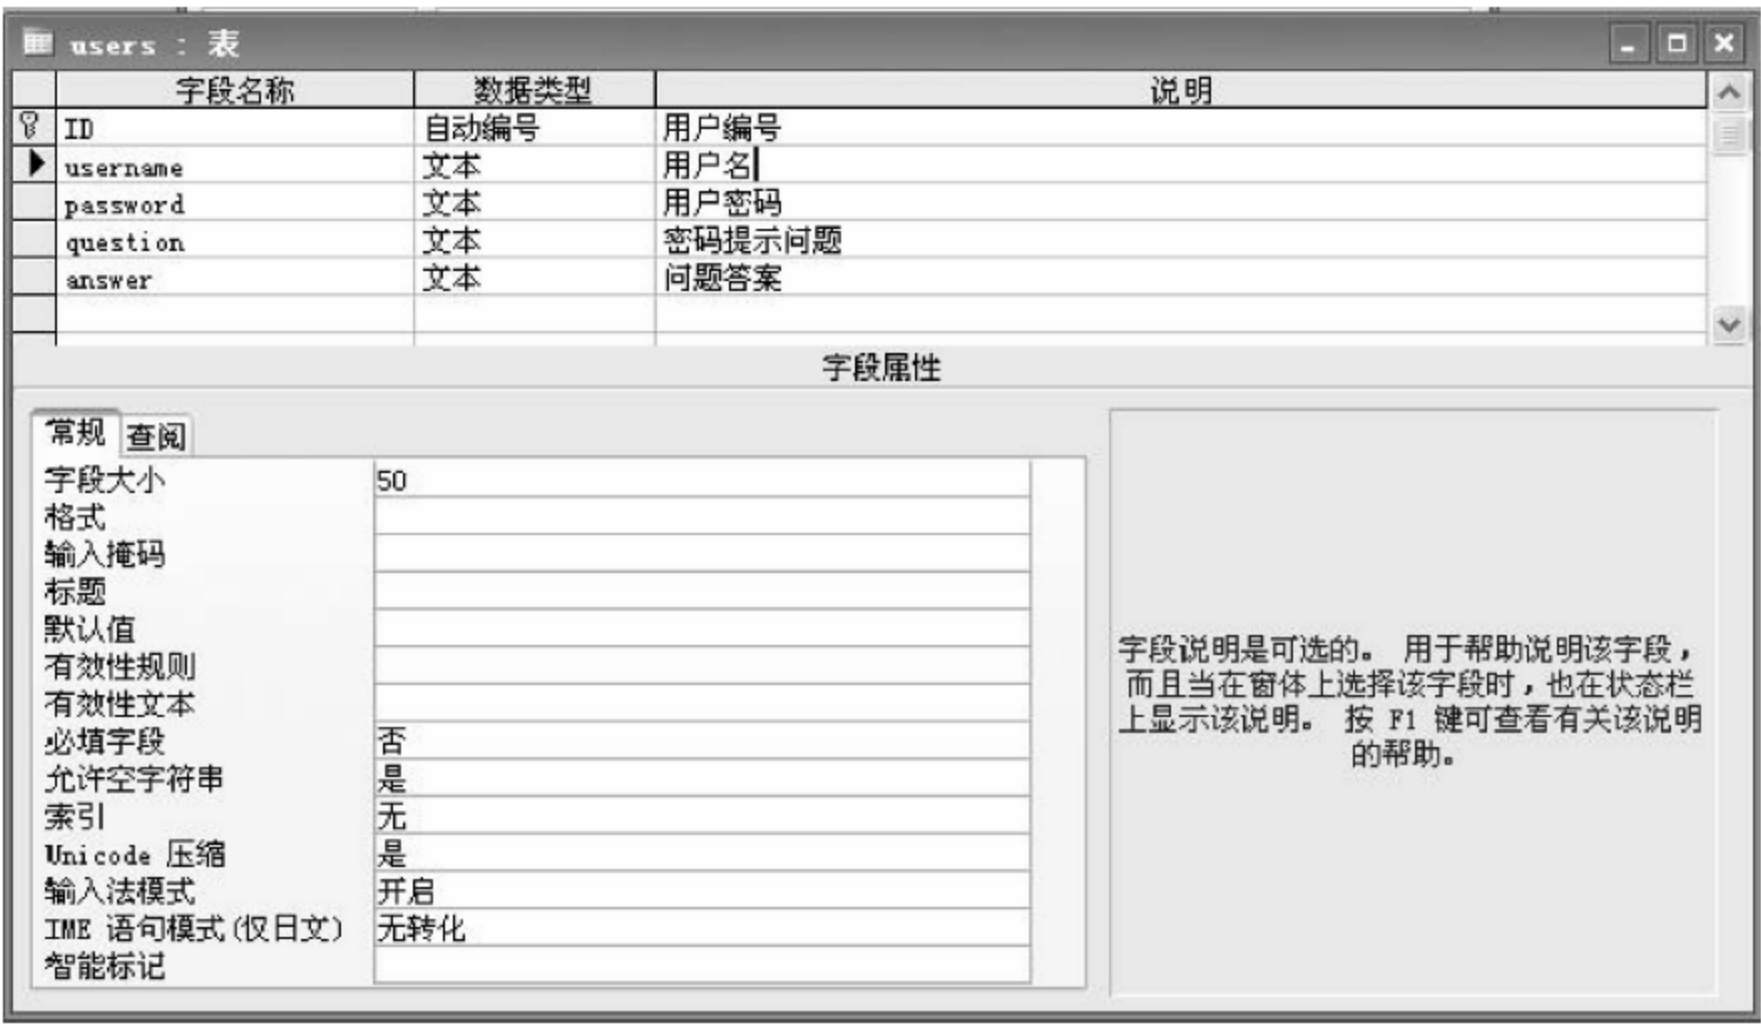 users : 表
字段名称 数据类型 说明
ID 自动编号 用户编号
username 文本 用户名
password 文本 用户密码
question 文本 密码提示问题
answer 文本 问题答案
字段属性
常规 查阅
字段大小 50
格式
输入掩码
标题
默认值
有效性规则
有效性文本
必填字段 否
允许空字符串 是
索引 无
Unicode 压缩 是
输入法模式 开启
IME 语句模式(仅日文) 无转化
智能标记
字段说明是可选的。 用于帮助说明该字段，
而且当在窗体上选择该字段时，也在状态栏
上显示该说明。 按 F1 键可查看有关该说明
的帮助。